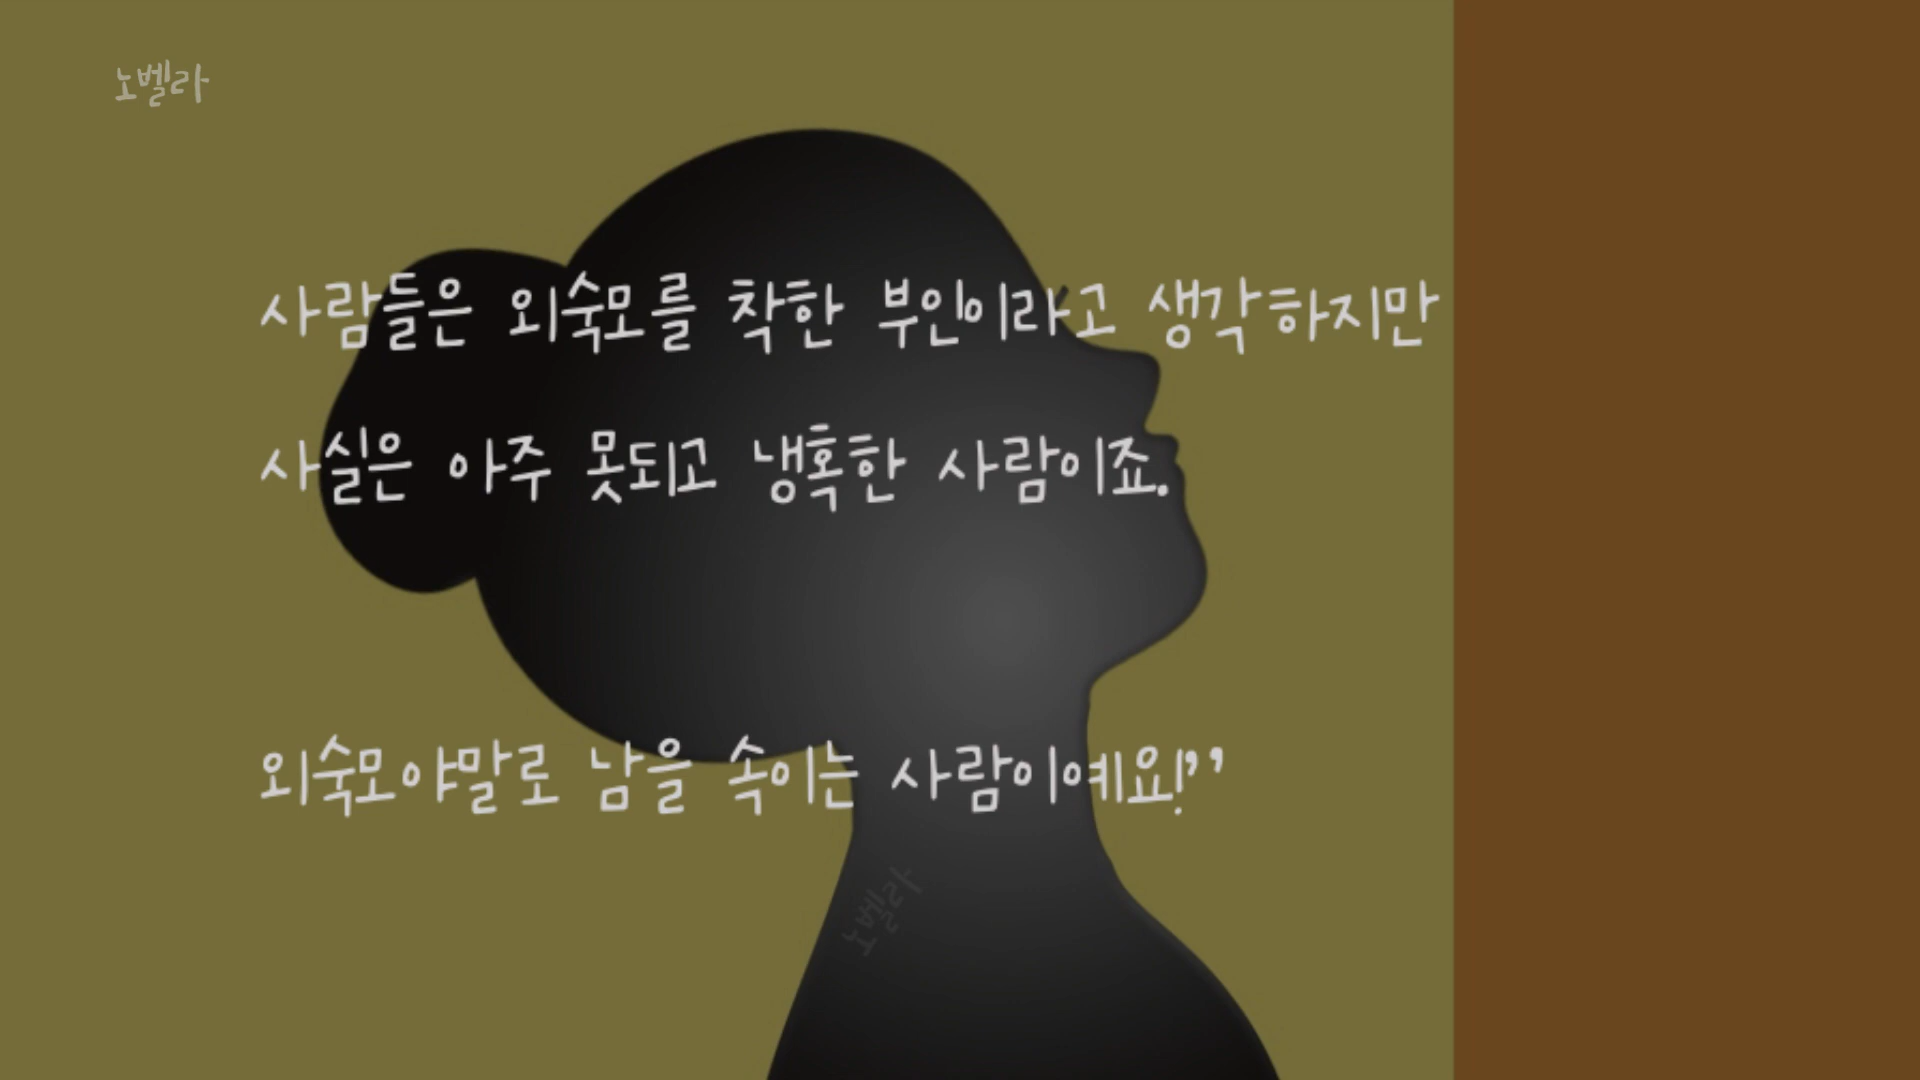 노벨라
사람들은 외숙모를 착한 부인이라고 생각하지만
사실은 아주 못되고 냉혹한 사람이죠.
외숙모야말로 남을 속이는 사람이예요!”
노벨라